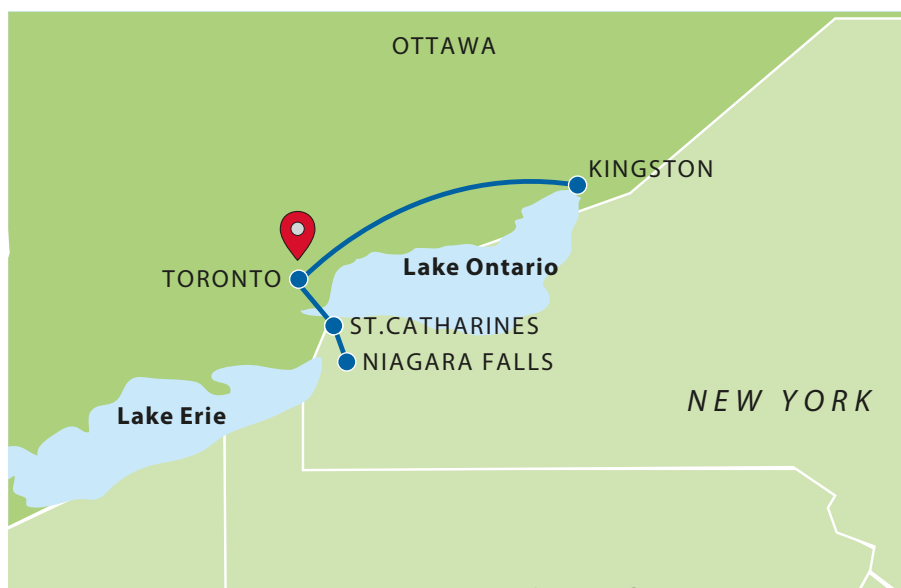 OTTAWA
KINGSTON
Lake Ontario
TORONTO
ST.CATHARINES
NIAGARA FALLS
NEW YORK
Lake Erie